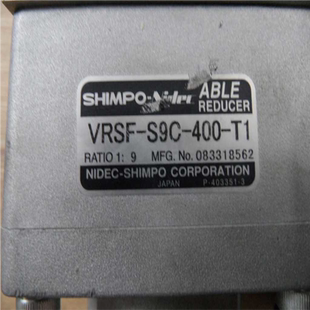 SHIMPO-Nidec ABLE
REDUCER
VRSF-S9C-400-T1
RATIO 1: 9 MFG. No. 083318562
NIDEC-SHIMPO CORPORATION
JAPAN P-403351-3